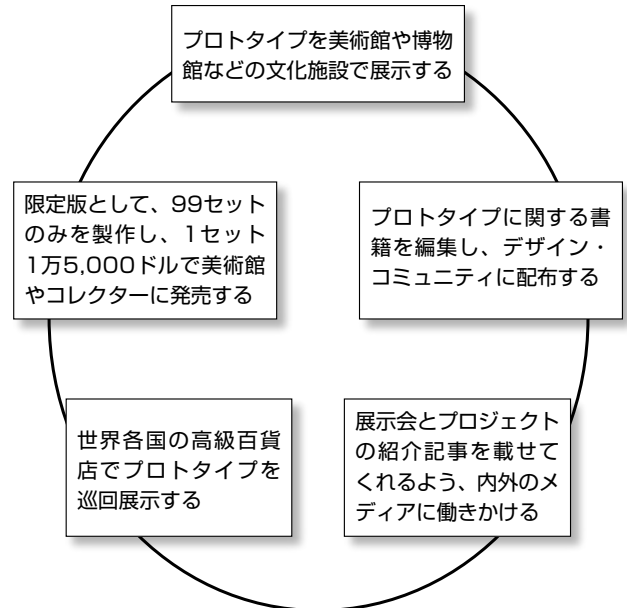 プロトタイプを美術館や博物
館などの文化施設で展示する
限定版として、99セット
のみを製作し、1セット
1万5,000ドルで美術館
やコレクターに発売する
プロトタイプに関する書
籍を編集し、デザイン・
コミュニティに配布する
世界各国の高級百貨
店でプロトタイプを
巡回展示する
展示会とプロジェクト
の紹介記事を載せて
くれるよう、内外のメ
ディアに働きかける